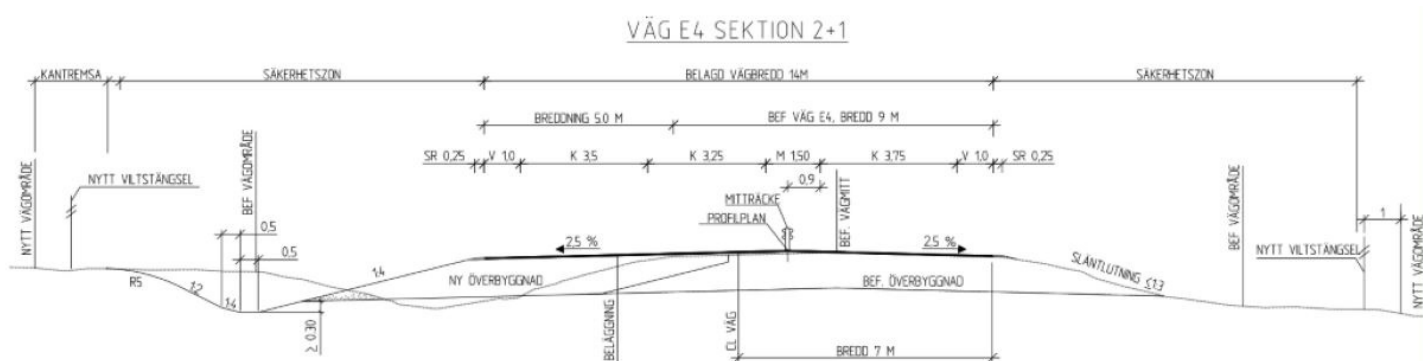 VÄG E4 SEKTION 2+1
KANTREMSA
SÄKERHETSZON
BELAGD VÄGBREDD 14M
SÄKERHETSZON
BREDDNING 5.0 M
BEF VÄG E4, BREDD 9 M
SR 0,25
V 1,0
K 3,5
K 3,25
M 1,50
K 3,75
V 1,0
SR 0,25
NYTT VÄGOMRÅDE
NYTT VILTSTÄNGSEL
BEF VÄGOMRÅDE
0,5
0,5
0,9
MITTRÄCKE
PROFILPLAN
BEF. VÄGMITT
BEF VÄGOMRÅDE
1
NYTT VILTSTÄNGSEL
NYTT VÄGOMRÅDE
2.5 %
2.5 %
R5
1:2
1:4
1:4
NY ÖVERBYGGNAD
BEF. ÖVERBYGGNAD
SLÄNTLUTNING ≤1:3
≥ 0.30
BELÄGGNING
CL VÄG
BREDD 7 M